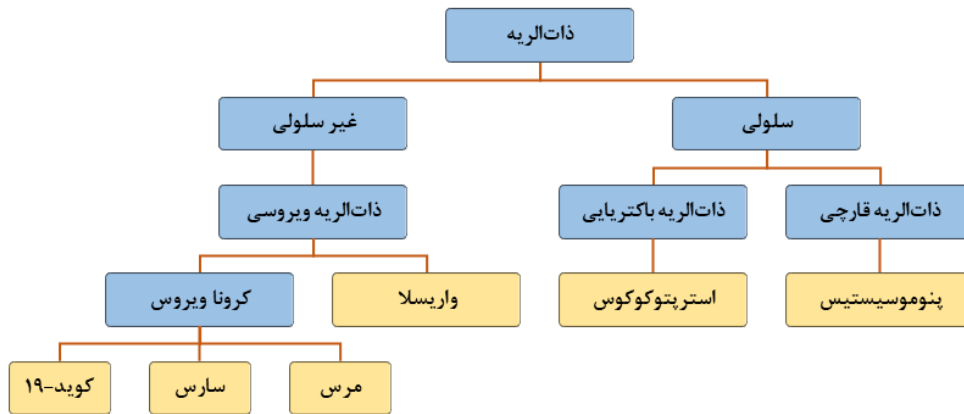 ذات‌الریه
سلولی
غیر سلولی
ذات‌الریه قارچی
ذات‌الریه باکتریایی
ذات‌الریه ویروسی
پنوموسیستیس
استرپتوکوکوس
واریسلا
کرونا ویروس
مرس
سارس
کوید-۱۹